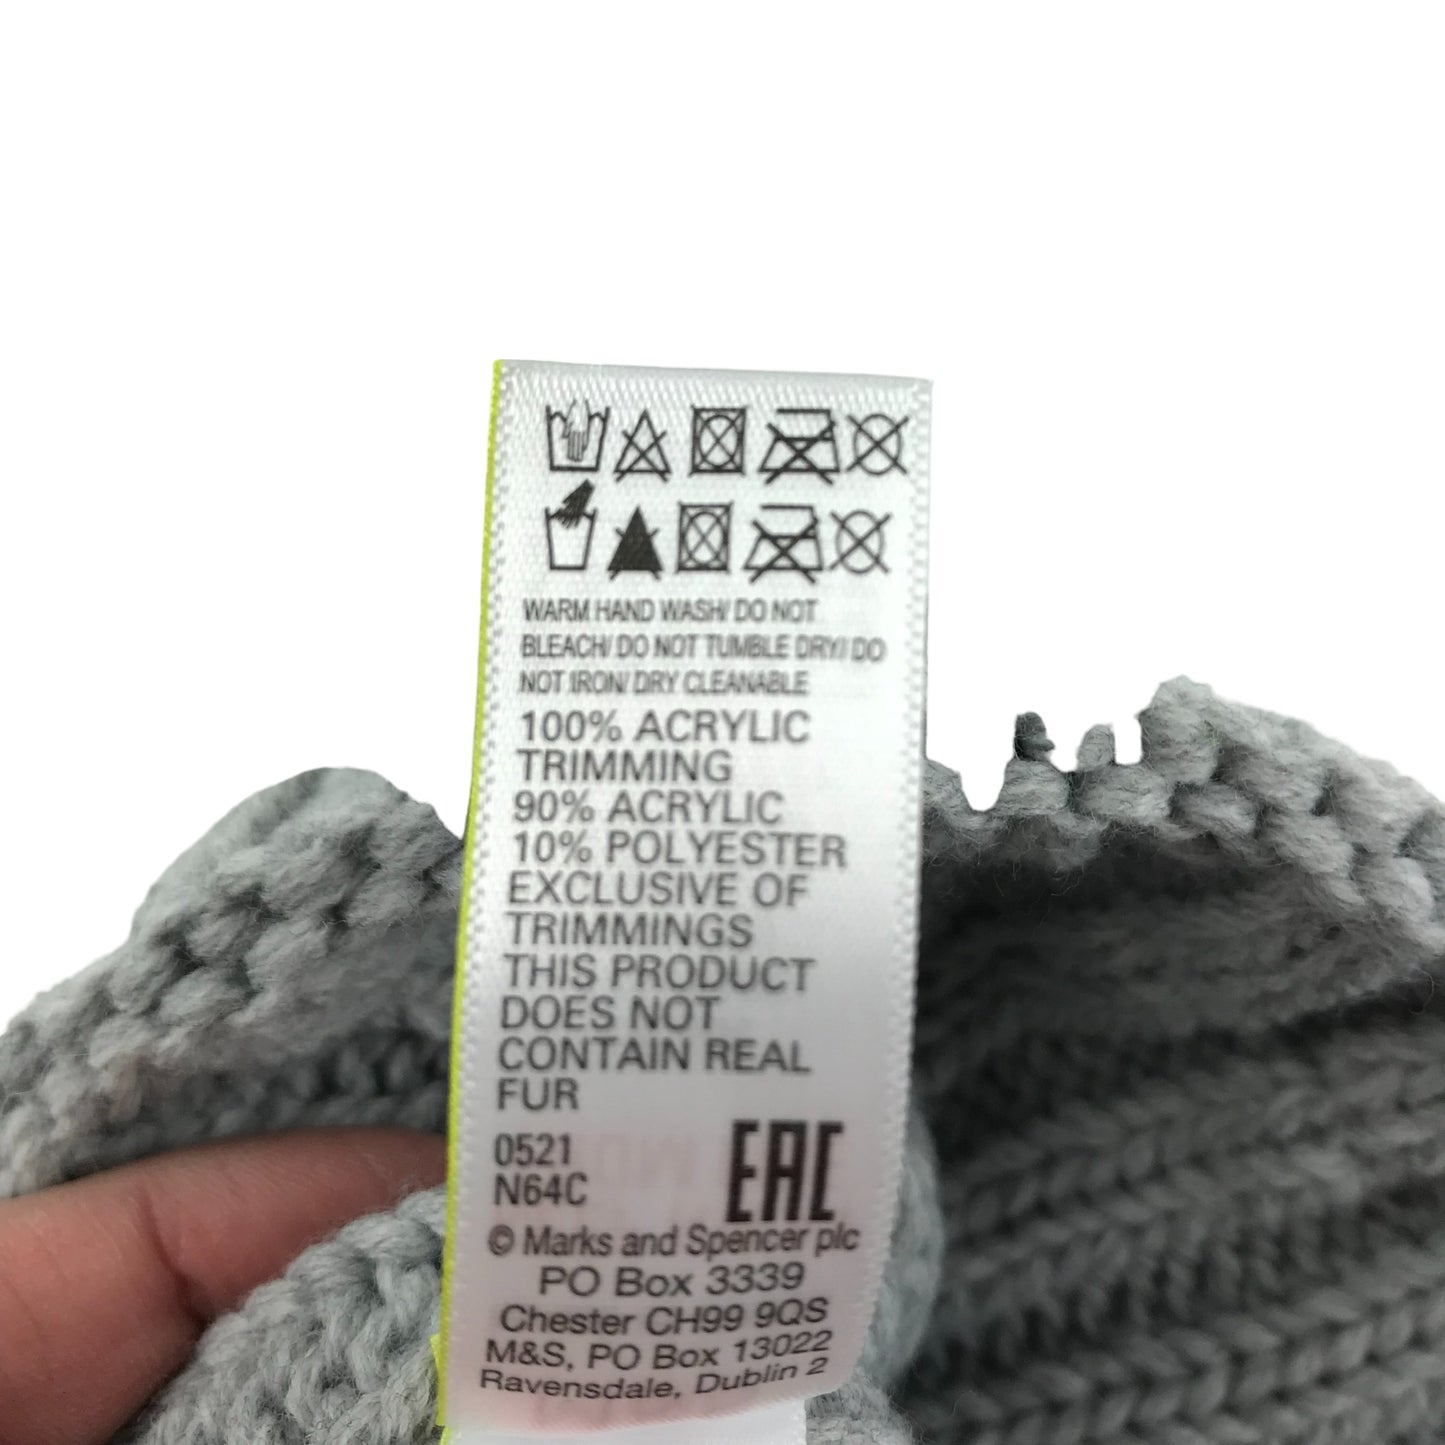 WARM HAND WASH/ DO NOT
BLEACH/ DO NOT TUMBLE DRY/ DO
NOT IRON/ DRY CLEANABLE
100% ACRYLIC
TRIMMING
90% ACRYLIC
10% POLYESTER
EXCLUSIVE OF
TRIMMINGS
THIS PRODUCT
DOES NOT
CONTAIN REAL
FUR
0521
N64C
EAC
© Marks and Spencer plc
PO Box 3339
Chester CH99 9QS
M&S, PO Box 13022
Ravensdale, Dublin 2